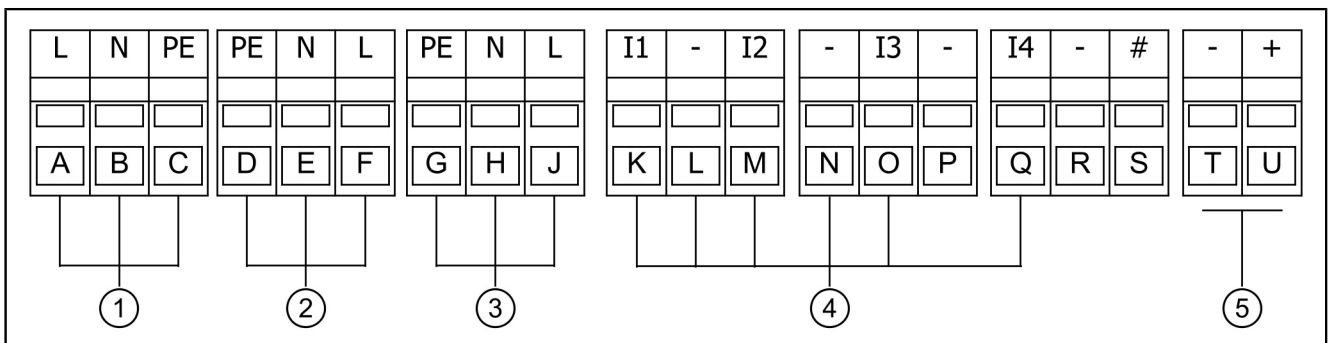 L N PE PE N L PE N L I1 - I2 - I3 - I4 - # - +
A B C D E F G H J K L M N O P Q R S T U
1 2 3 4 5